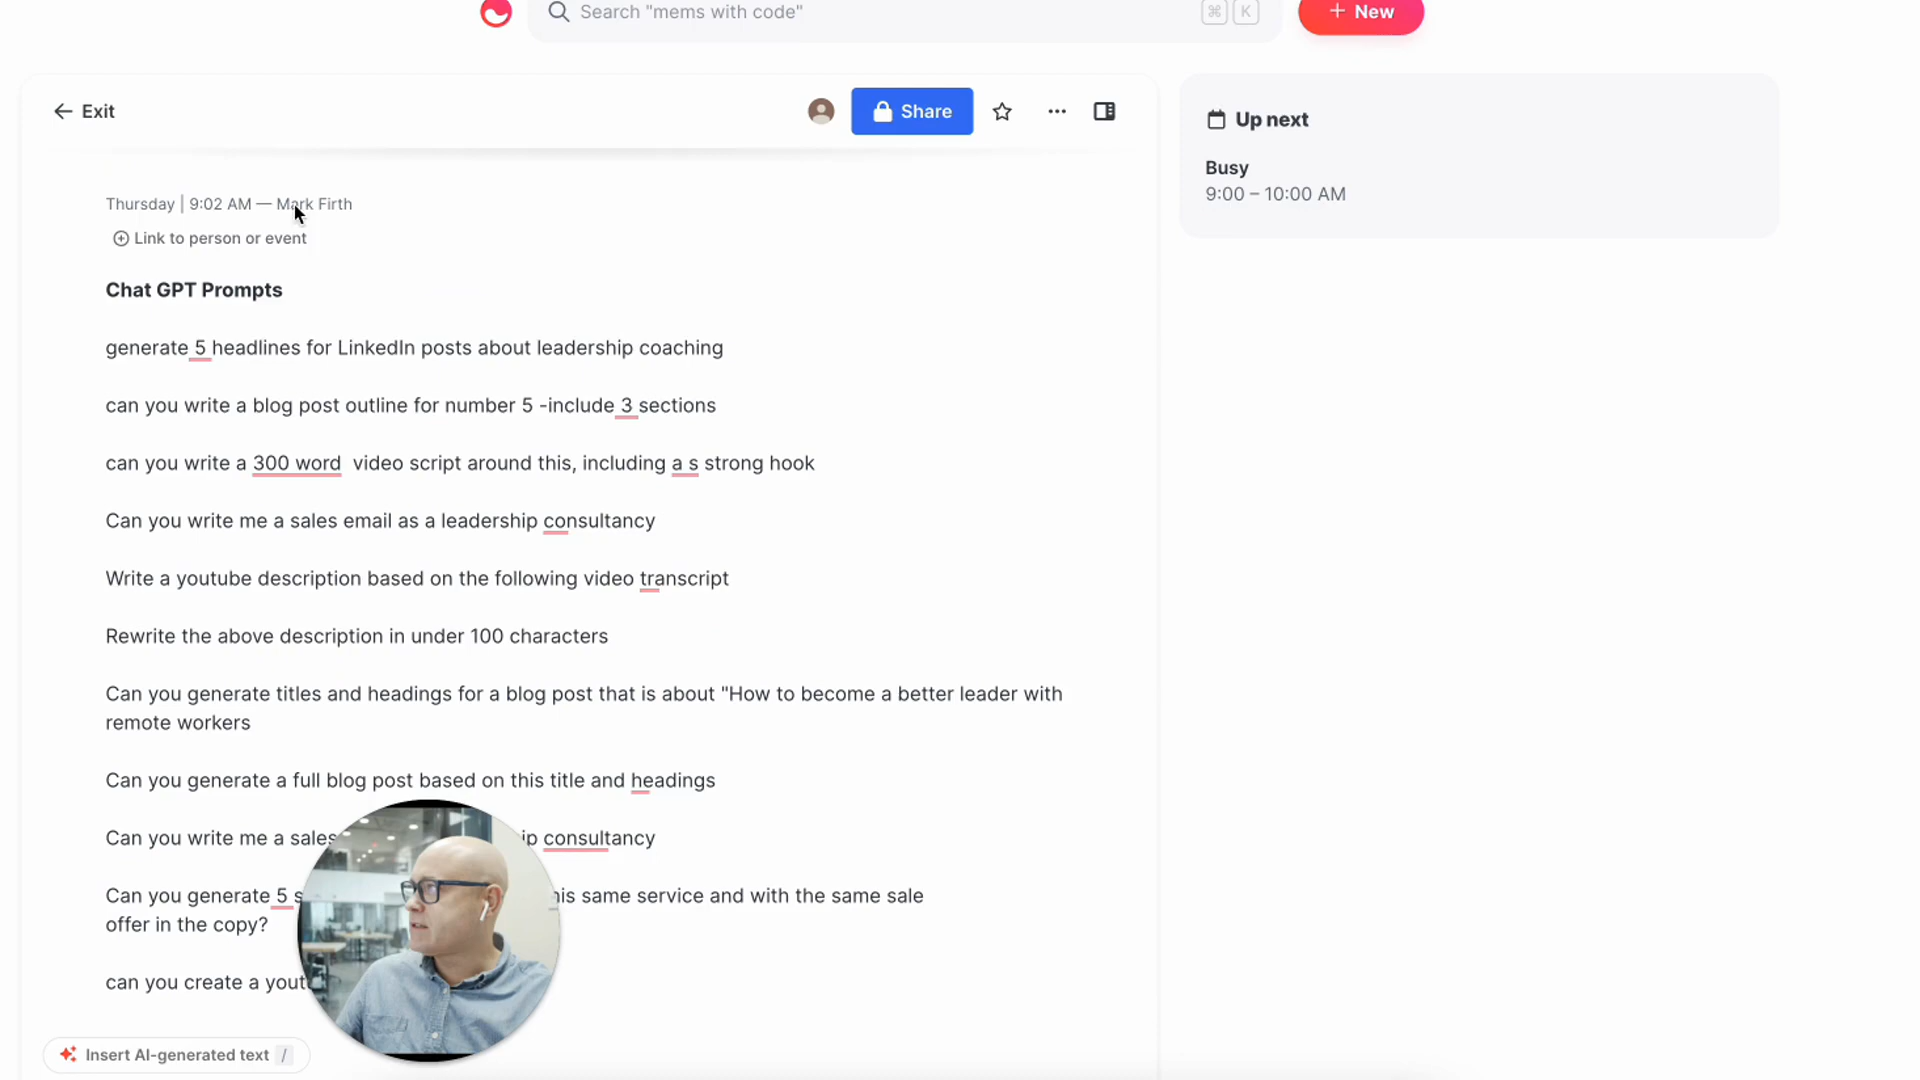 Search "mems with code"
⌘ K
+ New
Exit
Share
Up next
Busy
9:00 – 10:00 AM
Thursday | 9:02 AM — Mark Firth
Link to person or event
Chat GPT Prompts
generate 5 headlines for LinkedIn posts about leadership coaching
can you write a blog post outline for number 5 -include 3 sections
can you write a 300 word  video script around this, including a s strong hook
Can you write me a sales email as a leadership consultancy
Write a youtube description based on the following video transcript
Rewrite the above description in under 100 characters
Can you generate titles and headings for a blog post that is about "How to become a better leader with
remote workers
Can you generate a full blog post based on this title and headings
Can you write me a sales consultancy
Can you generate 5 same service and with the same sale
offer in the copy?
can you create a
Insert AI-generated text /